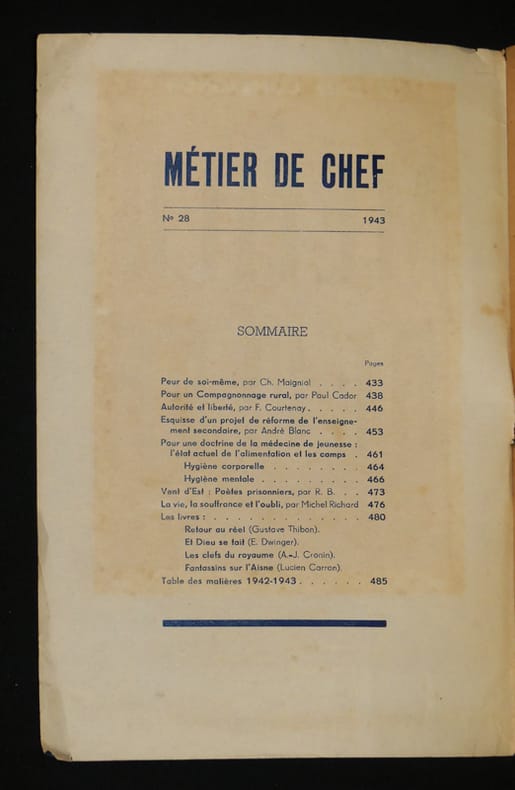 MÉTIER DE CHEF
Nº 28 1943
SOMMAIRE
Pages
Peur de soi-même, par Ch. Maignial . . . . 433
Pour un Compagnonnage rural, par Paul Cador 438
Autorité et liberté, par F. Courtenay . . . . . 446
Esquisse d'un projet de réforme de l'enseigne-
ment secondaire, par André Blanc . . . . 453
Pour une doctrine de la médecine de jeunesse :
l'état actuel de l'alimentation et les camps . 461
Hygiène corporelle . . . . . . . . 464
Hygiène mentale . . . . . . . . . 466
Vent d'Est : Poètes prisonniers, par R. B. . . 473
La vie, la souffrance et l'oubli, par Michel Richard 476
Les livres : . . . . . . . . . . . . . 480
Retour au réel (Gustave Thibon).
Et Dieu se tait (E. Dwinger).
Les clefs du royaume (A.-J. Cronin).
Fantassins sur l'Aisne (Lucien Carron).
Table des matières 1942-1943 . . . . . . 485